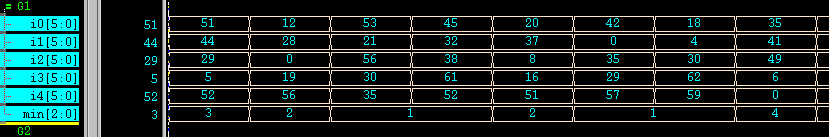 G1
i0[5:0] 51 51 12 53 45 20 42 18 35
i1[5:0] 44 44 28 21 32 37 0 4 41
i2[5:0] 29 29 0 56 38 8 35 30 49
i3[5:0] 5 5 19 30 61 16 29 62 6
i4[5:0] 52 52 56 35 52 51 57 59 0
min[2:0] 3 3 2 1 2 1 4
G2